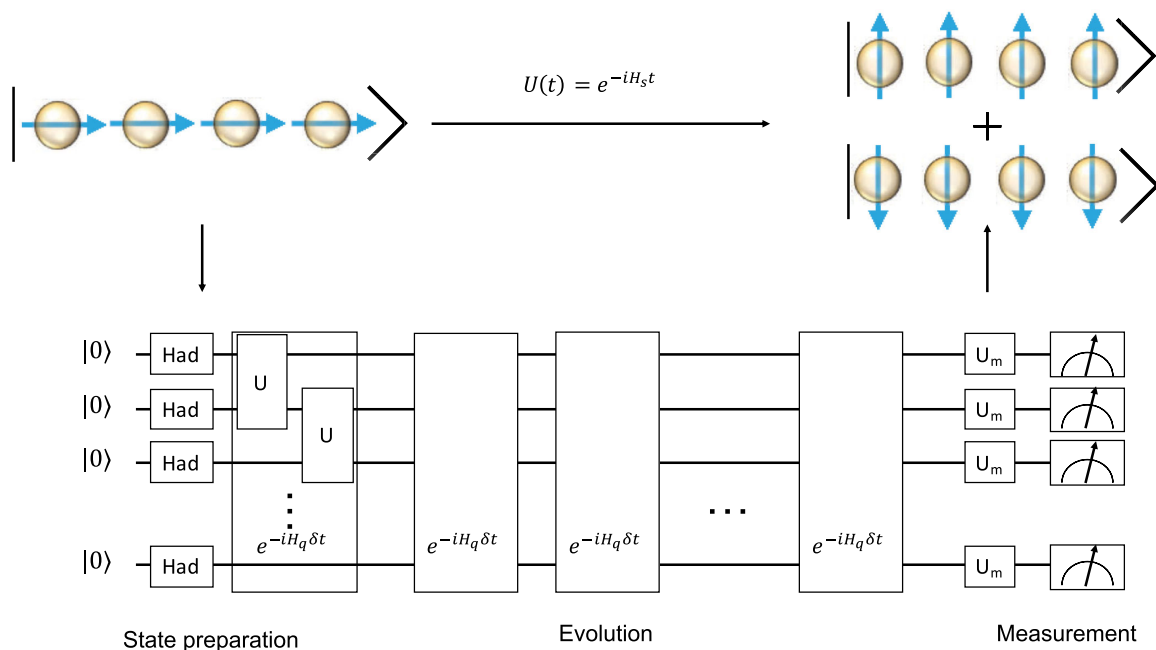 U(t) = e^{-iH_s t}
+
|0⟩ Had U U_m
|0⟩ Had U U_m
|0⟩ Had U_m
⋮ ...
|0⟩ Had e^{-iH_q δt} e^{-iH_q δt} e^{-iH_q δt} e^{-iH_q δt} U_m
State preparation Evolution Measurement